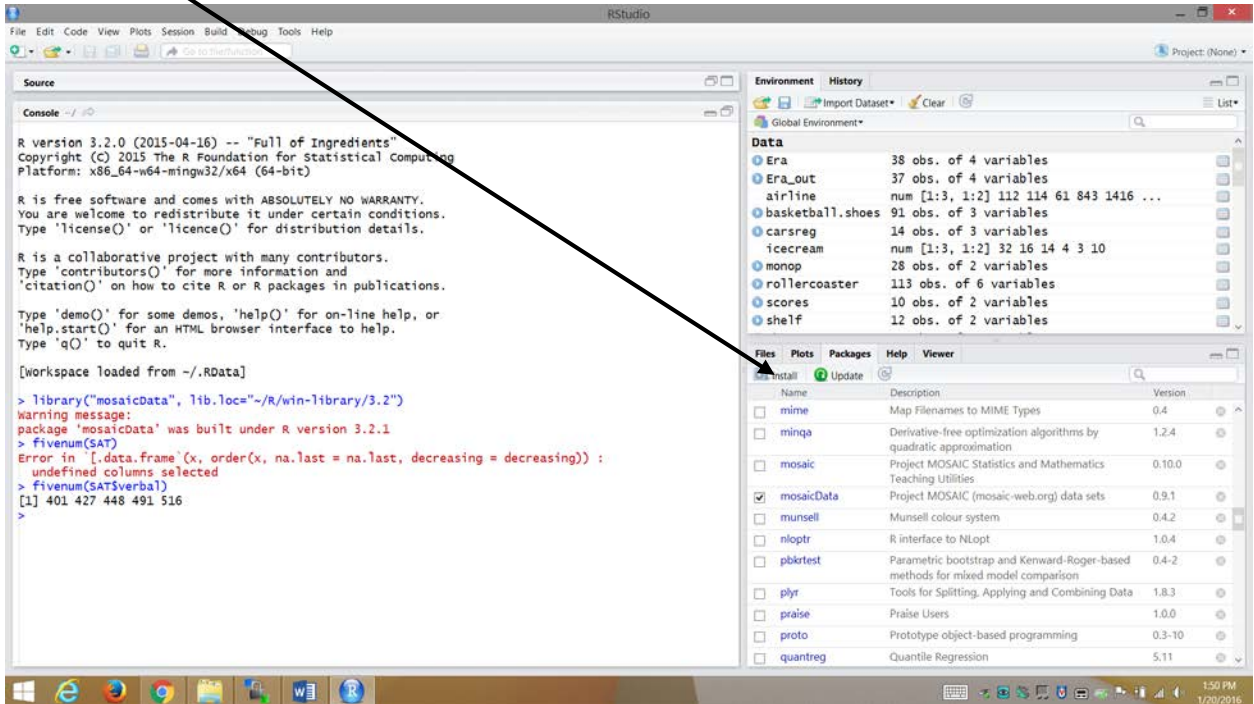 RStudio
File Edit Code View Plots Session Build Debug Tools Help
Go to file/function
Project: (None)
Source
Console ~/
R version 3.2.0 (2015-04-16) -- "Full of Ingredients"
Copyright (C) 2015 The R Foundation for Statistical Computing
Platform: x86_64-w64-mingw32/x64 (64-bit)
R is free software and comes with ABSOLUTELY NO WARRANTY.
You are welcome to redistribute it under certain conditions.
Type 'license()' or 'licence()' for distribution details.
R is a collaborative project with many contributors.
Type 'contributors()' for more information and
'citation()' on how to cite R or R packages in publications.
Type 'demo()' for some demos, 'help()' for on-line help, or
'help.start()' for an HTML browser interface to help.
Type 'q()' to quit R.
[Workspace loaded from ~/.RData]
> library("mosaicData", lib.loc="~/R/win-library/3.2")
Warning message:
package 'mosaicData' was built under R version 3.2.1
> fivenum(SAT)
Error in `[.data.frame`(x, order(x, na.last = na.last, decreasing = decreasing)) :
undefined columns selected
> fivenum(SAT$verbal)
[1] 401 427 448 491 516
>
Environment History
Import Dataset Clear List
Global Environment
Data
Era 38 obs. of 4 variables
Era_out 37 obs. of 4 variables
airline num [1:3, 1:2] 112 114 61 843 1416 ...
basketball.shoes 91 obs. of 3 variables
carsreg 14 obs. of 3 variables
icecream num [1:3, 1:2] 32 16 14 4 3 10
monop 28 obs. of 2 variables
rollercoaster 113 obs. of 6 variables
scores 10 obs. of 2 variables
shelf 12 obs. of 2 variables
Files Plots Packages Help Viewer
Install Update
Name Description Version
mime Map Filenames to MIME Types 0.4
minqa Derivative-free optimization algorithms by 1.2.4
quadratic approximation
mosaic Project MOSAIC Statistics and Mathematics 0.10.0
Teaching Utilities
mosaicData Project MOSAIC (mosaic-web.org) data sets 0.9.1
munsell Munsell colour system 0.4.2
nloptr R interface to NLopt 1.0.4
pbkrtest Parametric bootstrap and Kenward-Roger-based 0.4-2
methods for mixed model comparison
plyr Tools for Splitting, Applying and Combining Data 1.8.3
praise Praise Users 1.0.0
proto Prototype object-based programming 0.3-10
quantreg Quantile Regression 5.11
1:50 PM
1/20/2016